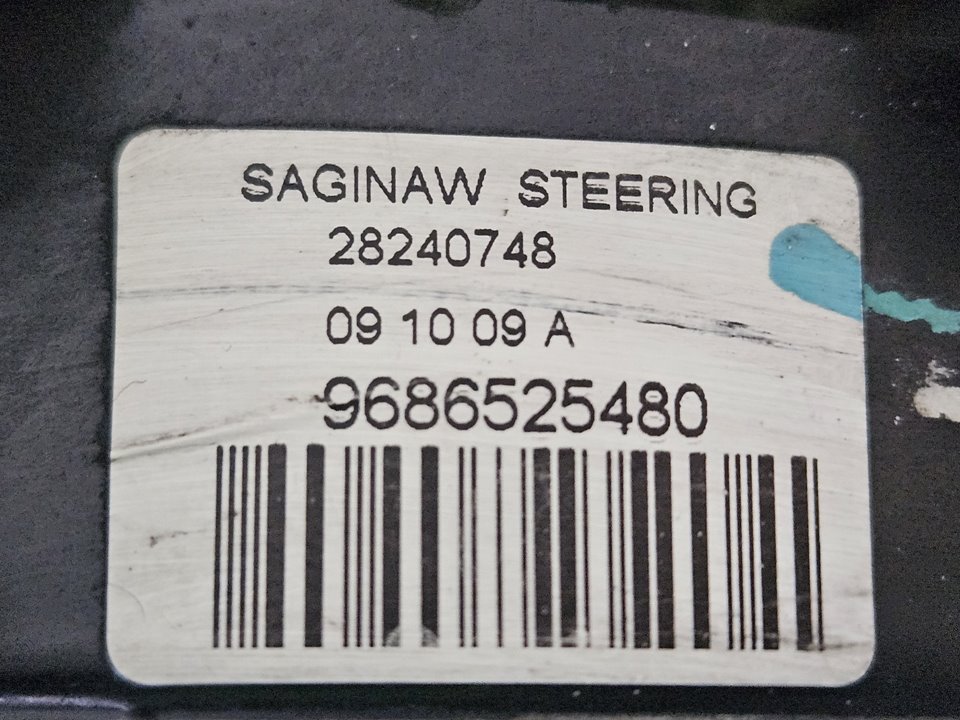 SAGINAW STEERING
28240748
09 10 09 A
9686525480